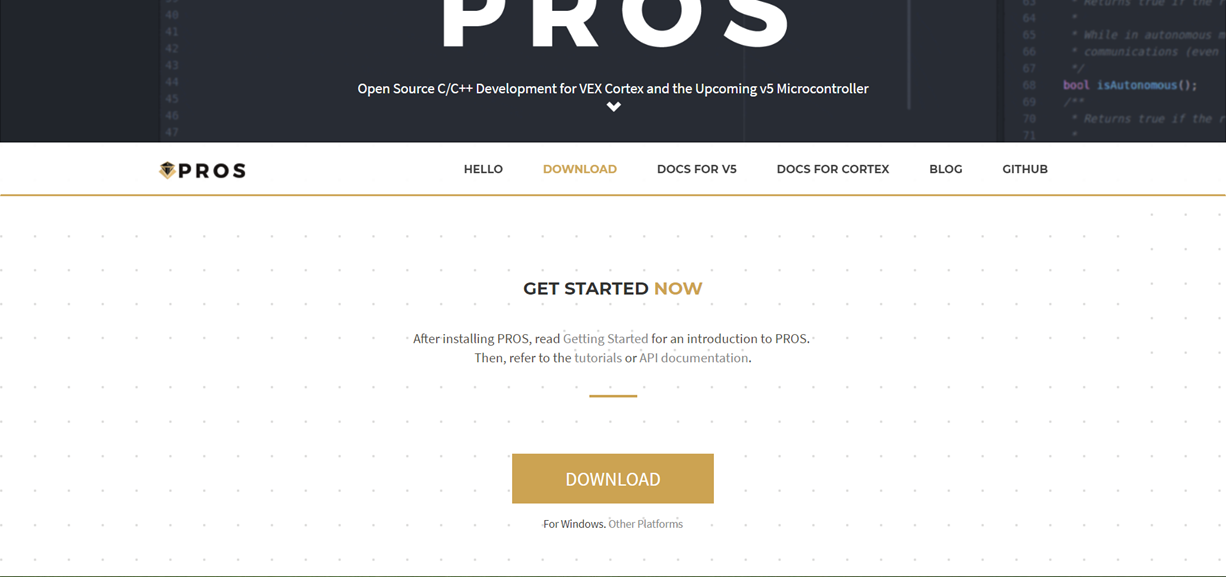 PROS
40
41
42
43
44
45
46
47
63 * Returns true if the r
64 *
65 * While in autonomous m
66 * communications (even
67 */
68 bool isAutonomous();
69 /**
70 * Returns true if the r
71 *
Open Source C/C++ Development for VEX Cortex and the Upcoming v5 Microcontroller
PROS HELLO DOWNLOAD DOCS FOR V5 DOCS FOR CORTEX BLOG GITHUB
GET STARTED NOW
After installing PROS, read Getting Started for an introduction to PROS.
Then, refer to the tutorials or API documentation.
DOWNLOAD
For Windows. Other Platforms